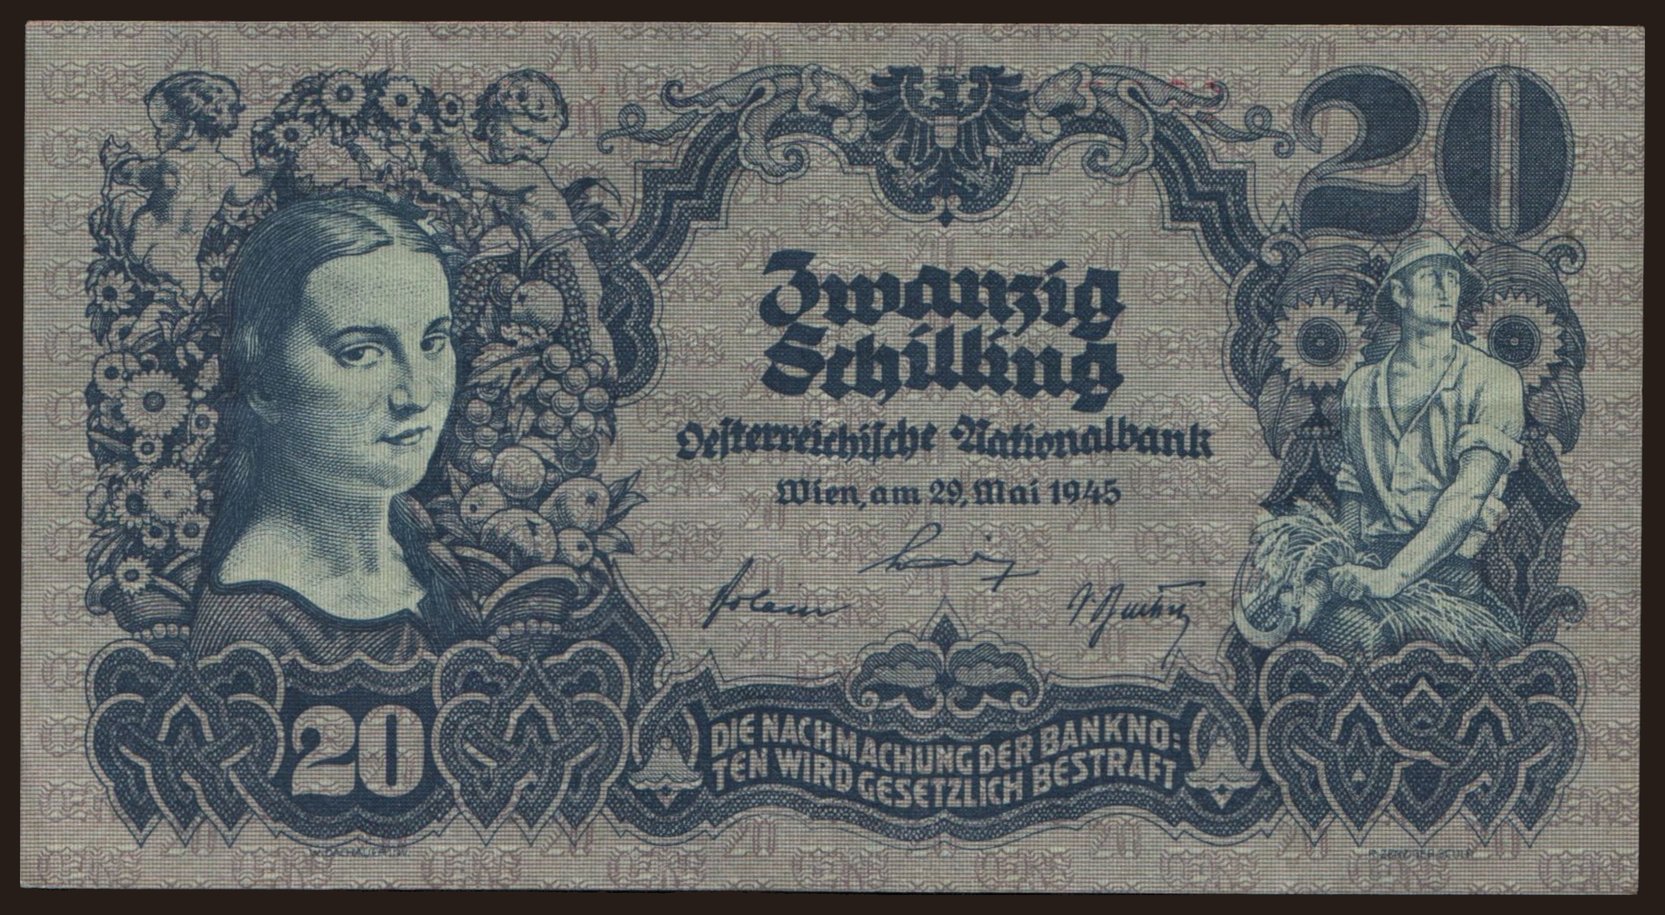 20
Zwanzig
Schilling
Oesterreichische Nationalbank
Wien, am 29. Mai 1945
20
DIE NACHMACHUNG DER BANKNO=
TEN WIRD GESETZLICH BESTRAFT